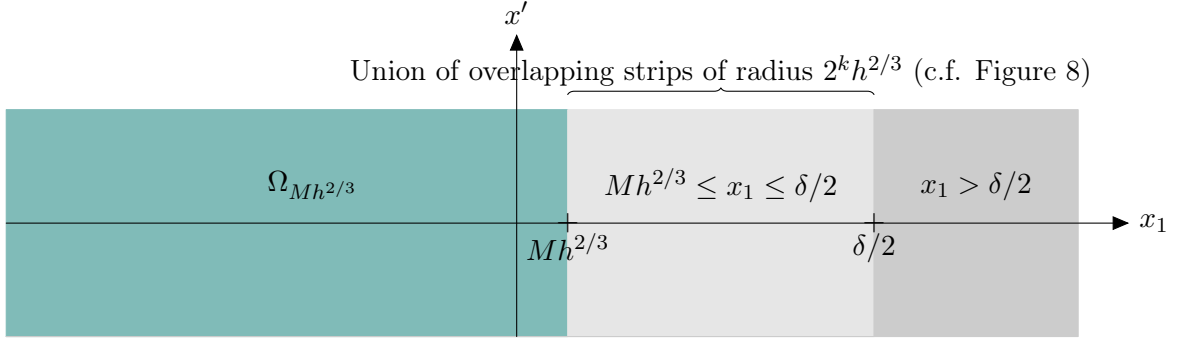 x′
Union of overlapping strips of radius 2^k h^{2/3} (c.f. Figure 8)
Ω_{Mh^{2/3}}
Mh^{2/3} ≤ x_1 ≤ δ/2
x_1 > δ/2
x_1
Mh^{2/3}
δ/2